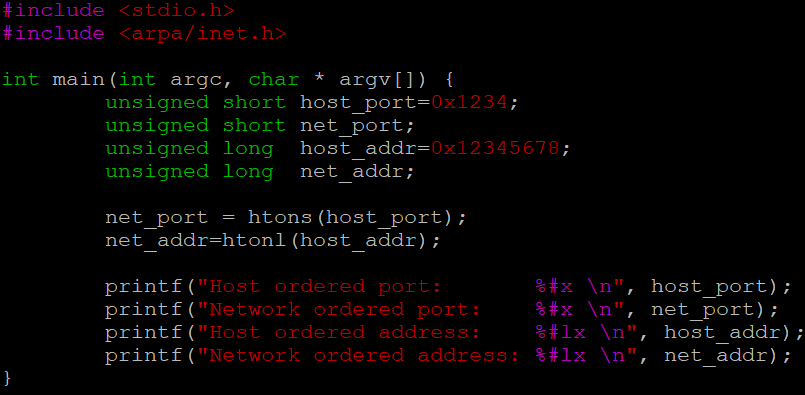 #include <stdio.h>
#include <arpa/inet.h>

int main(int argc, char * argv[]) {
        unsigned short host_port=0x1234;
        unsigned short net_port;
        unsigned long  host_addr=0x12345678;
        unsigned long  net_addr;

        net_port = htons(host_port);
        net_addr=htonl(host_addr);

        printf("Host ordered port:       %#x \n", host_port);
        printf("Network ordered port:    %#x \n", net_port);
        printf("Host ordered address:    %#lx \n", host_addr);
        printf("Network ordered address: %#lx \n", net_addr);
}